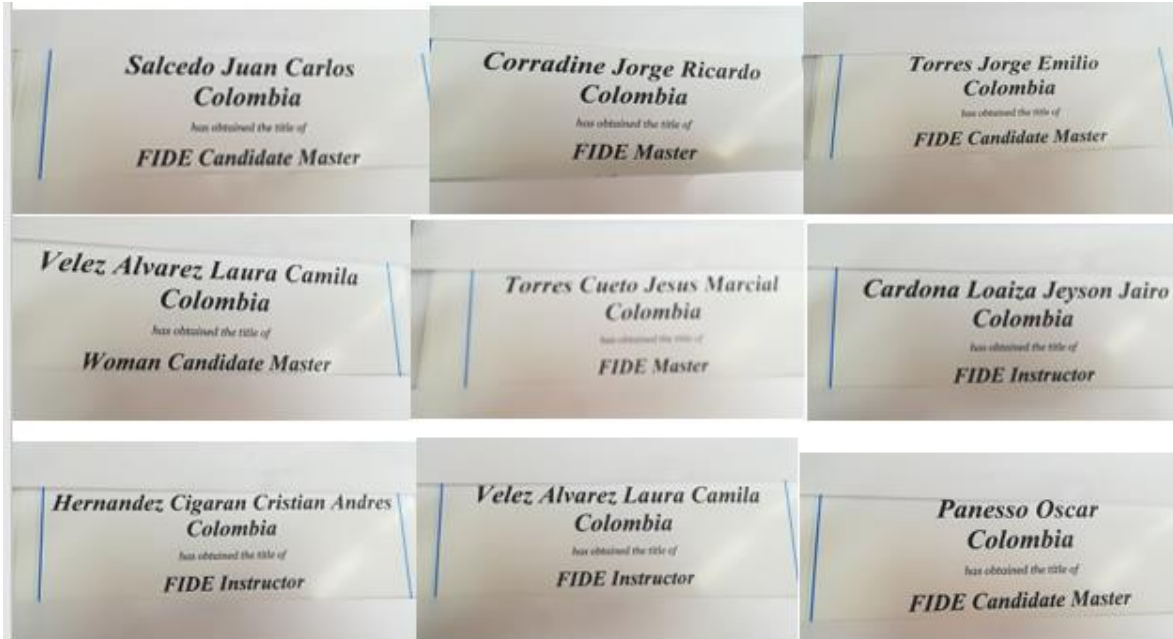 Salcedo Juan Carlos
Colombia
has obtained the title of
FIDE Candidate Master
Corradine Jorge Ricardo
Colombia
has obtained the title of
FIDE Master
Torres Jorge Emilio
Colombia
has obtained the title of
FIDE Candidate Master
Velez Alvarez Laura Camila
Colombia
has obtained the title of
Woman Candidate Master
Torres Cueto Jesus Marcial
Colombia
has obtained the title of
FIDE Master
Cardona Loaiza Jeyson Jairo
Colombia
has obtained the title of
FIDE Instructor
Hernandez Cigaran Cristian Andres
Colombia
has obtained the title of
FIDE Instructor
Velez Alvarez Laura Camila
Colombia
has obtained the title of
FIDE Instructor
Panesso Oscar
Colombia
has obtained the title of
FIDE Candidate Master